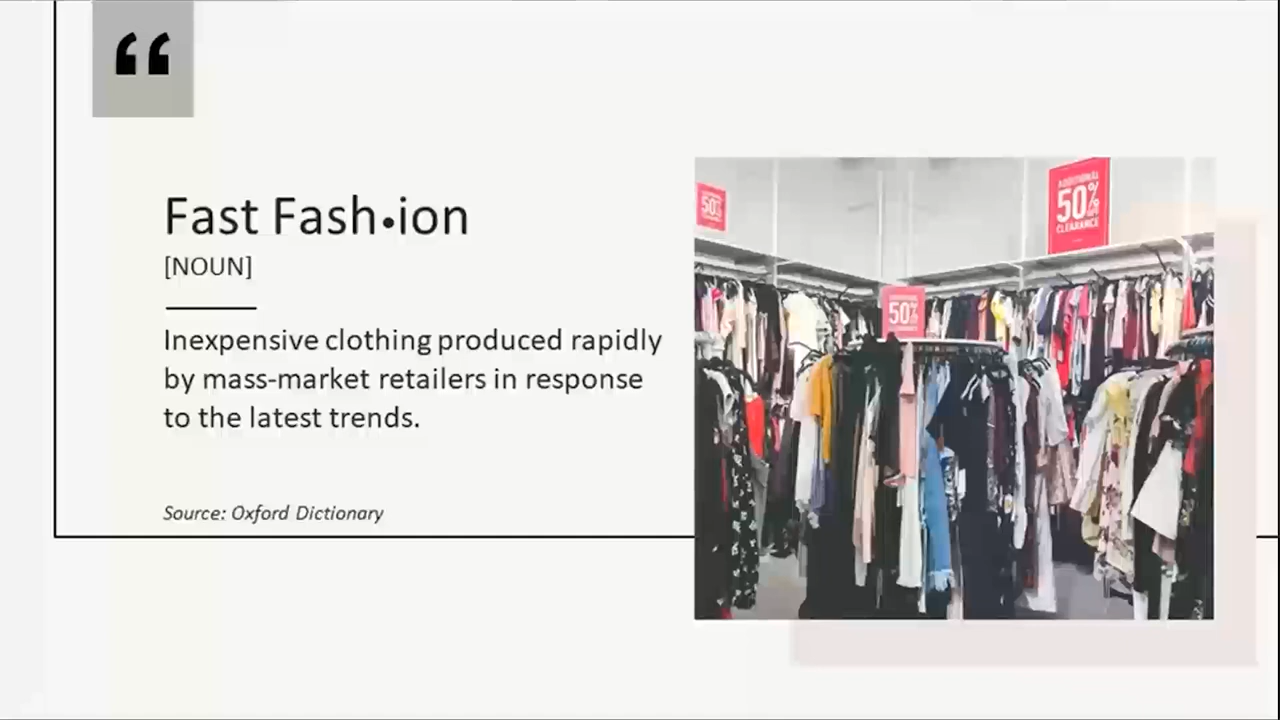 “
Fast Fash•ion
[NOUN]
Inexpensive clothing produced rapidly
by mass-market retailers in response
to the latest trends.
Source: Oxford Dictionary
50%
ADDITIONAL
50%
OFF
CLEARANCE
50%